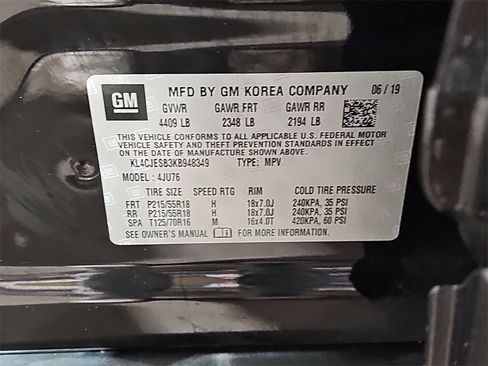 GM
MFD BY GM KOREA COMPANY 06 / 19
GVWR GAWR FRT GAWR RR
4409 LB 2348 LB 2194 LB
THIS VEHICLE CONFORMS TO ALL APPLICABLE U.S. FEDERAL MOTOR
VEHICLE SAFETY AND THEFT PREVENTION STANDARDS IN
EFFECT ON THE DATE OF MANUFACTURE SHOWN ABOVE.
KL4CJESB3KB948349 TYPE: MPV
MODEL : 4JU76
TIRE SIZE SPEED RTG RIM COLD TIRE PRESSURE
FRT P215/55R18 H 18x7.0J 240KPA, 35 PSI
RR P215/55R18 H 18x7.0J 240KPA, 35 PSI
SPA T125/70R16 M 16x4.0T 420KPA, 60 PSI
SEE OWNER'S MANUAL FOR MORE INFORMATION.